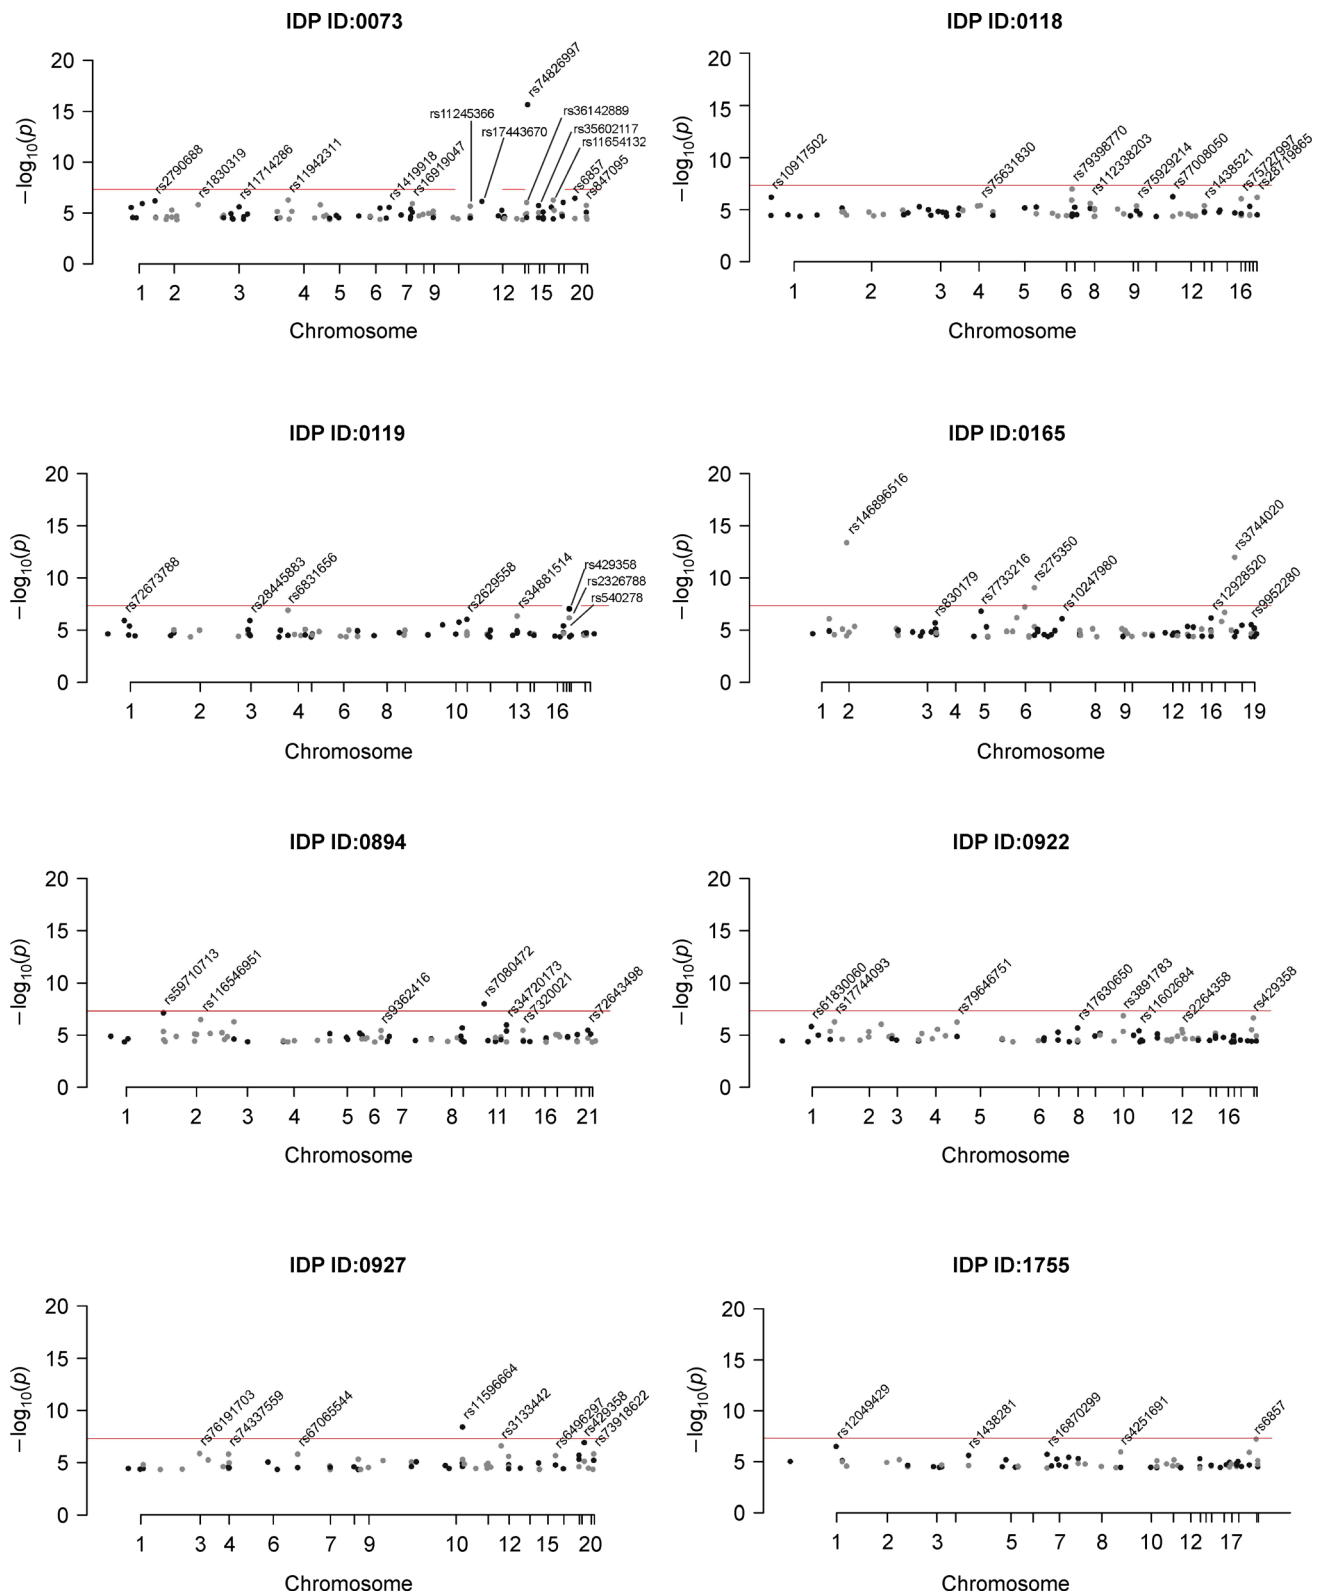 IDP ID:0073
20
15
10
5
0
−log10(p)
rs2790688
rs1830319
rs11714286
rs11942311
rs1419918
rs16919047
rs11245366
rs17443670
rs74826997
rs36142889
rs35602117
rs11654132
rs6857
rs847095
1 2 3 4 5 6 7 9 12 15 20
Chromosome
IDP ID:0118
20
15
10
5
0
−log10(p)
rs10917502
rs75631830
rs79398770
rs112338203
rs75929214
rs77008050
rs1438521
rs75727997
rs28719865
1 2 3 4 5 6 8 9 12 16
Chromosome
IDP ID:0119
20
15
10
5
0
−log10(p)
rs72673788
rs28445883
rs6831656
rs2629558
rs34881514
rs429358
rs2326788
rs540278
1 2 3 4 6 8 10 13 16
Chromosome
IDP ID:0165
20
15
10
5
0
−log10(p)
rs146896516
rs830179
rs7733216
rs275350
rs10247980
rs12928520
rs3744020
rs9952280
1 2 3 4 5 6 8 9 12 16 19
Chromosome
IDP ID:0894
20
15
10
5
0
−log10(p)
rs59710713
rs116546951
rs9362416
rs7080472
rs34720173
rs7320021
rs72643498
1 2 3 4 5 6 7 8 11 16 21
Chromosome
IDP ID:0922
20
15
10
5
0
−log10(p)
rs61830060
rs17744093
rs79646751
rs17630650
rs3891783
rs11602684
rs2264358
rs429358
1 2 3 4 5 6 8 10 12 16
Chromosome
IDP ID:0927
20
15
10
5
0
−log10(p)
rs76191703
rs74337559
rs67065544
rs11596664
rs3133442
rs6496297
rs429358
rs73918622
1 3 4 6 7 9 10 12 15 20
Chromosome
IDP ID:1755
20
15
10
5
0
−log10(p)
rs12049429
rs1438281
rs16870299
rs4251691
rs6857
1 2 3 5 6 8 10 12 17
Chromosome